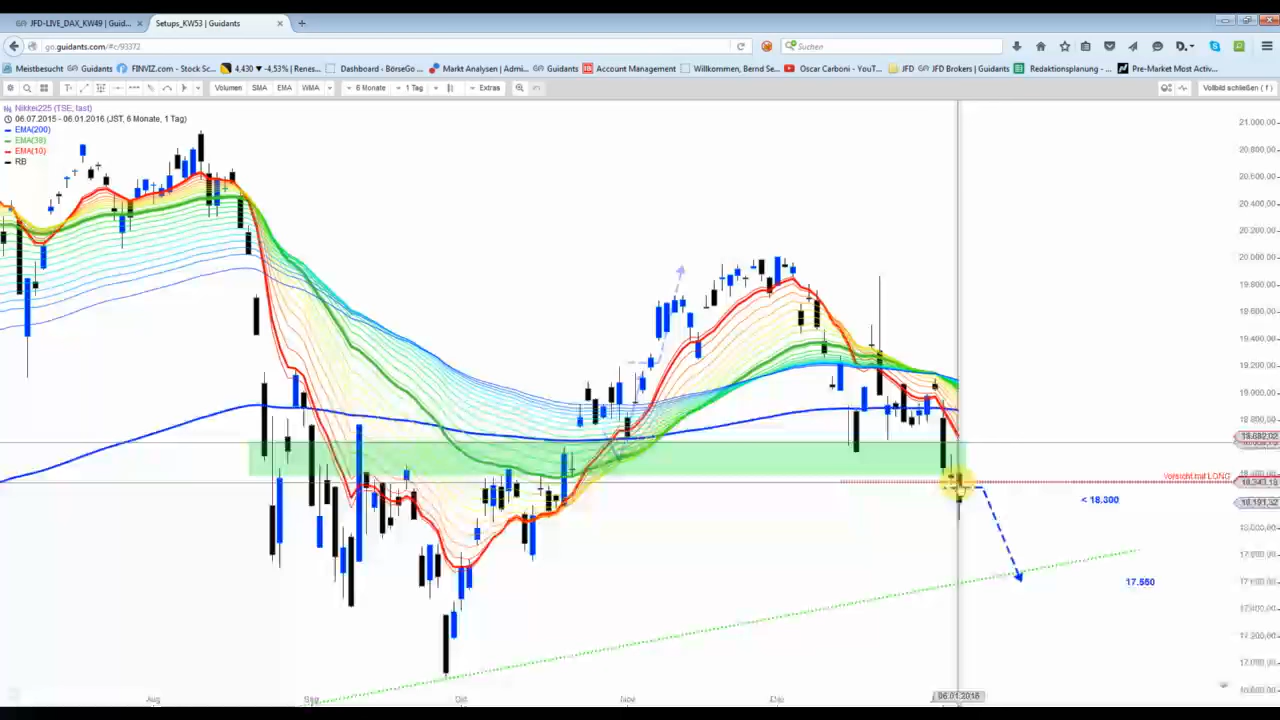 JFD-LIVE_DAX_KW49 | Guid...
Setups_KW53 | Guidants
go.guidants.com/#c/93372
Suchen
Meistbesucht
Guidants
FINVIZ.com - Stock Sc...
4,430 ▼ -4,53% | Renes...
Dashboard - BörseGo ...
Markt Analysen | Admi...
Guidants
Account Management
Willkommen, Bernd Se...
Oscar Carboni - YouT...
JFD
JFD Brokers | Guidants
Redaktionsplanung - ...
Pre-Market Most Activ...
Volumen
SMA
EMA
WMA
6 Monate
1 Tag
Extras
Vollbild schließen ( f )
Nikkei225 (TSE, fast)
06.07.2015 - 06.01.2016 (JST, 6 Monate, 1 Tag)
EMA(200)
EMA(38)
EMA(10)
RB
21.000,00
20.800,00
20.600,00
20.400,00
20.200,00
20.000,00
19.800,00
19.600,00
19.400,00
19.200,00
19.000,00
18.800,00
Vorsicht mit LONG
18.343,18
< 18.300
18.191,32
18.000,00
17.550
17.400,00
17.200,00
17.000,00
Aug
Sep
Okt
Nov
Dez
06.01.2016